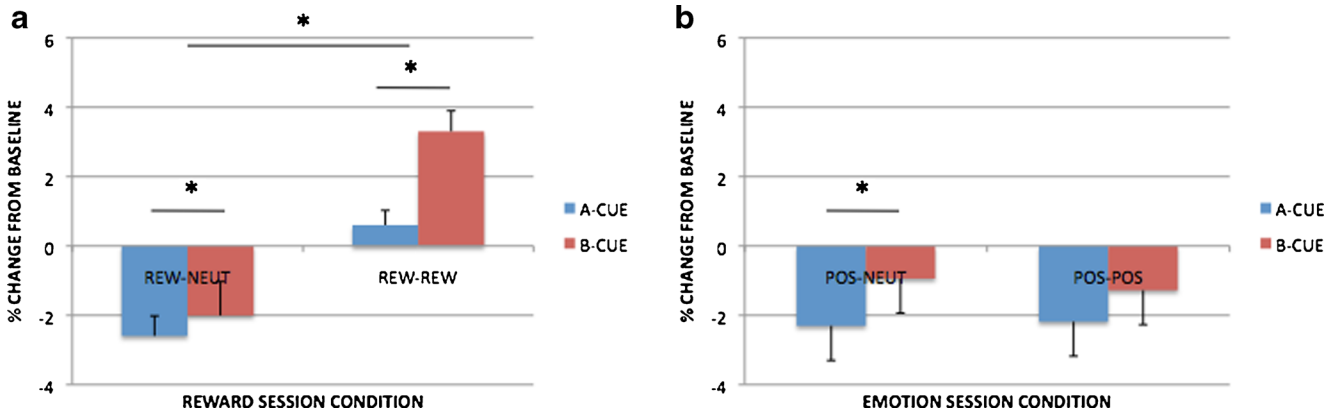 a
*
*
*
6
4
2
0
-2
-4
% CHANGE FROM BASELINE
REW-NEUT
REW-REW
REWARD SESSION CONDITION
A-CUE
B-CUE
b
*
6
4
2
0
-2
-4
% CHANGE FROM BASELINE
POS-NEUT
POS-POS
EMOTION SESSION CONDITION
A-CUE
B-CUE